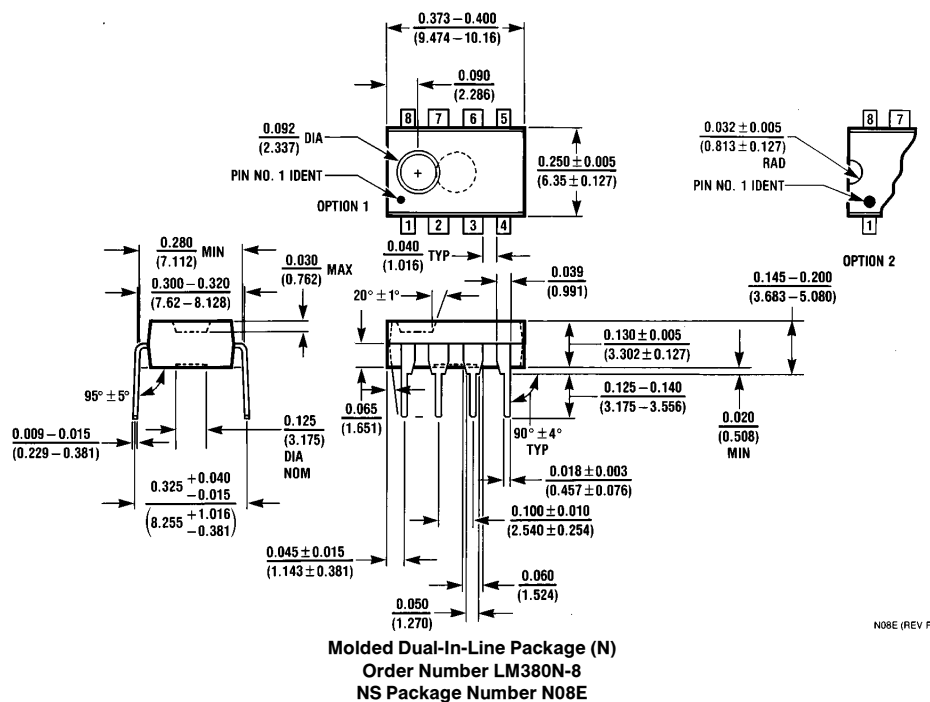 0.373 – 0.400
(9.474 – 10.16)
0.090
(2.286)
8 7 6 5
0.092 DIA
(2.337)
+
PIN NO. 1 IDENT
OPTION 1
1 2 3 4
0.250 ± 0.005
(6.35 ± 0.127)
8 7
0.032 ± 0.005
(0.813 ± 0.127)
RAD
PIN NO. 1 IDENT
1
OPTION 2
0.280 MIN
(7.112)
0.300 – 0.320
(7.62 – 8.128)
0.030 MAX
(0.762)
0.040 TYP
(1.016)
0.039
(0.991)
20° ± 1°
0.145 – 0.200
(3.683 – 5.080)
0.130 ± 0.005
(3.302 ± 0.127)
0.125 – 0.140
(3.175 – 3.556)
0.020
(0.508)
MIN
95° ± 5°
0.009 – 0.015
(0.229 – 0.381)
0.125
(3.175)
DIA
NOM
0.065
(1.651)
90° ± 4°
TYP
0.018 ± 0.003
(0.457 ± 0.076)
0.325 +0.040
−0.015
(8.255 +1.016
−0.381)
0.100 ± 0.010
(2.540 ± 0.254)
0.045 ± 0.015
(1.143 ± 0.381)
0.060
(1.524)
0.050
(1.270)
N08E (REV F
Molded Dual-In-Line Package (N)
Order Number LM380N-8
NS Package Number N08E